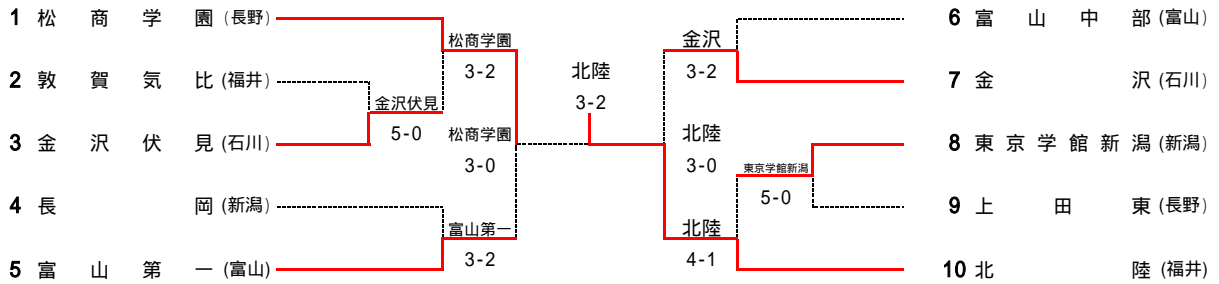 1 松商学園 (長野)
2 敦賀気比 (福井)
3 金沢伏見 (石川)
4 長岡 (新潟)
5 富山第一 (富山)
松商学園
3-2
金沢伏見
5-0
松商学園
3-0
富山第一
3-2
北陸
3-2
金沢
3-2
北陸
3-0
東京学館新潟
5-0
北陸
4-1
6 富山中部 (富山)
7 金沢 (石川)
8 東京学館新潟 (新潟)
9 上田東 (長野)
10 北陸 (福井)